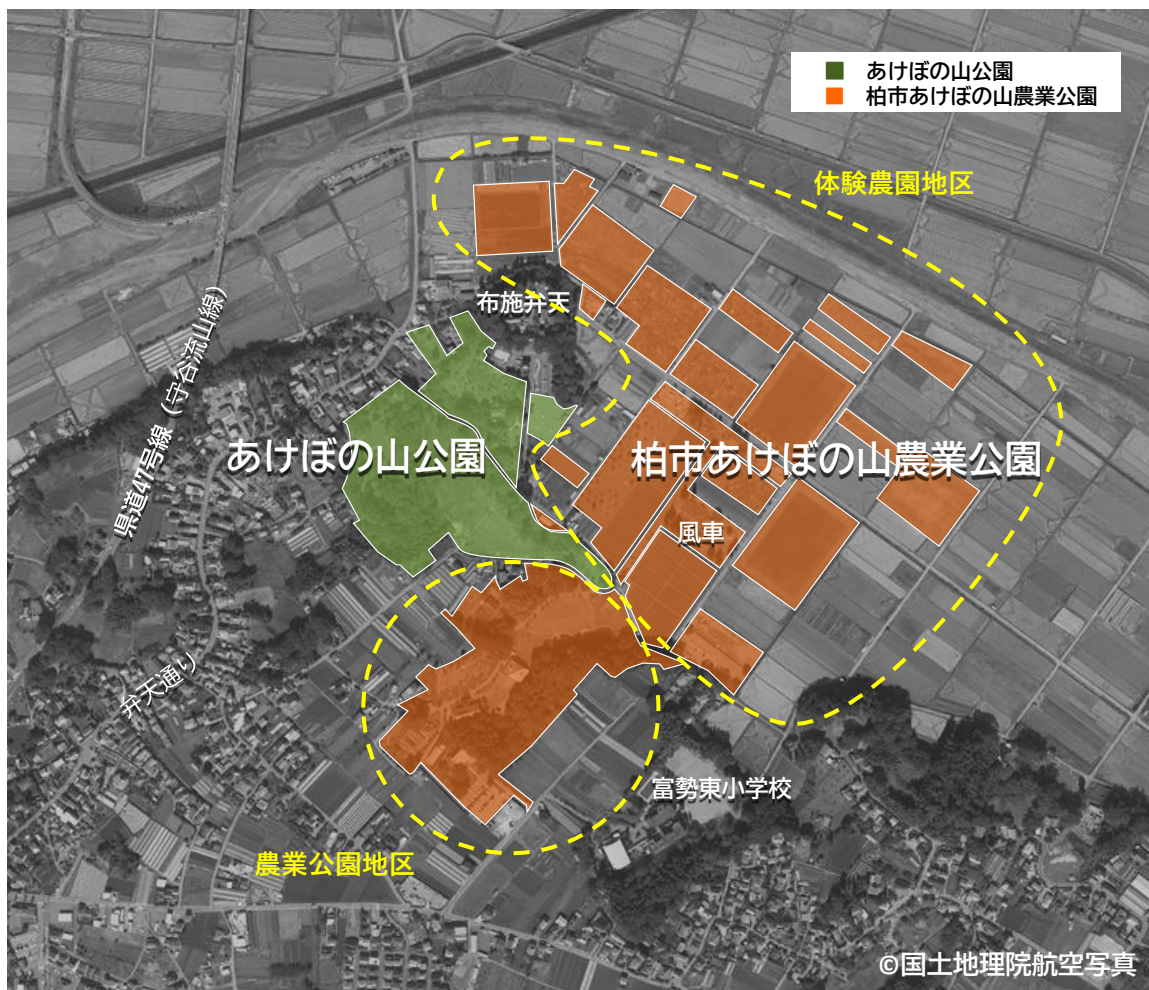 あけぼの山公園
柏市あけぼの山農業公園
体験農園地区
布施弁天
県道47号線（守谷流山線）
あけぼの山公園
柏市あけぼの山農業公園
風車
弁天通り
富勢東小学校
農業公園地区
©国土地理院航空写真